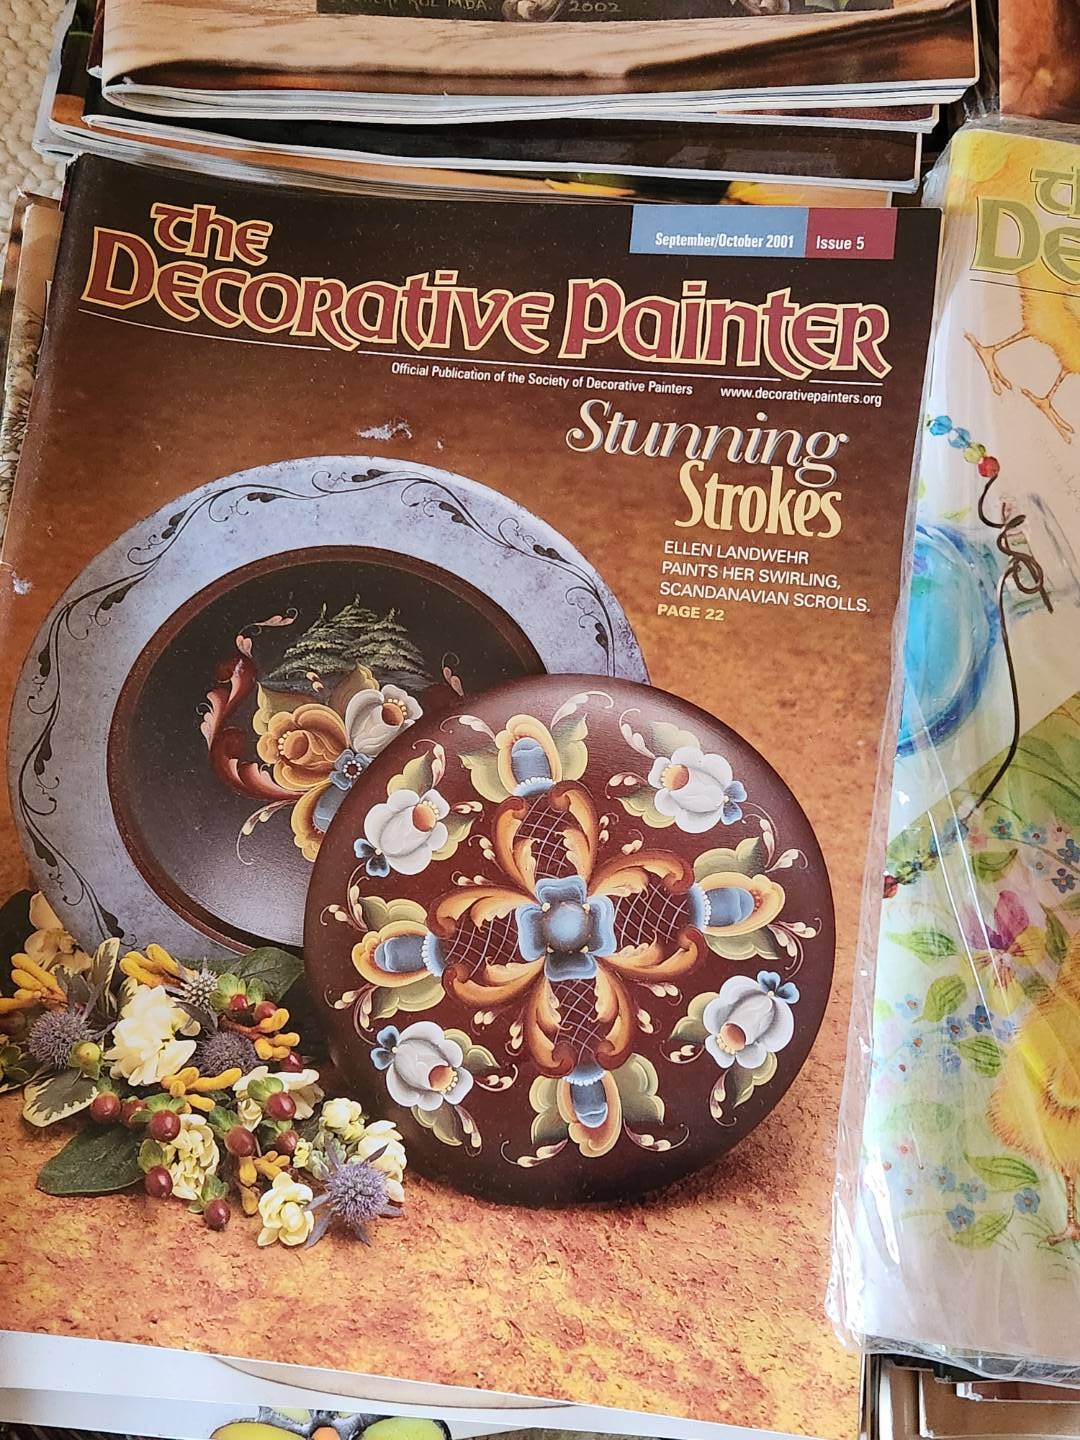 2002
The
Decorative Painter
September/October 2001 Issue 5
Official Publication of the Society of Decorative Painters www.decorativepainters.org
Stunning
Strokes
ELLEN LANDWEHR
PAINTS HER SWIRLING,
SCANDANAVIAN SCROLLS.
PAGE 22